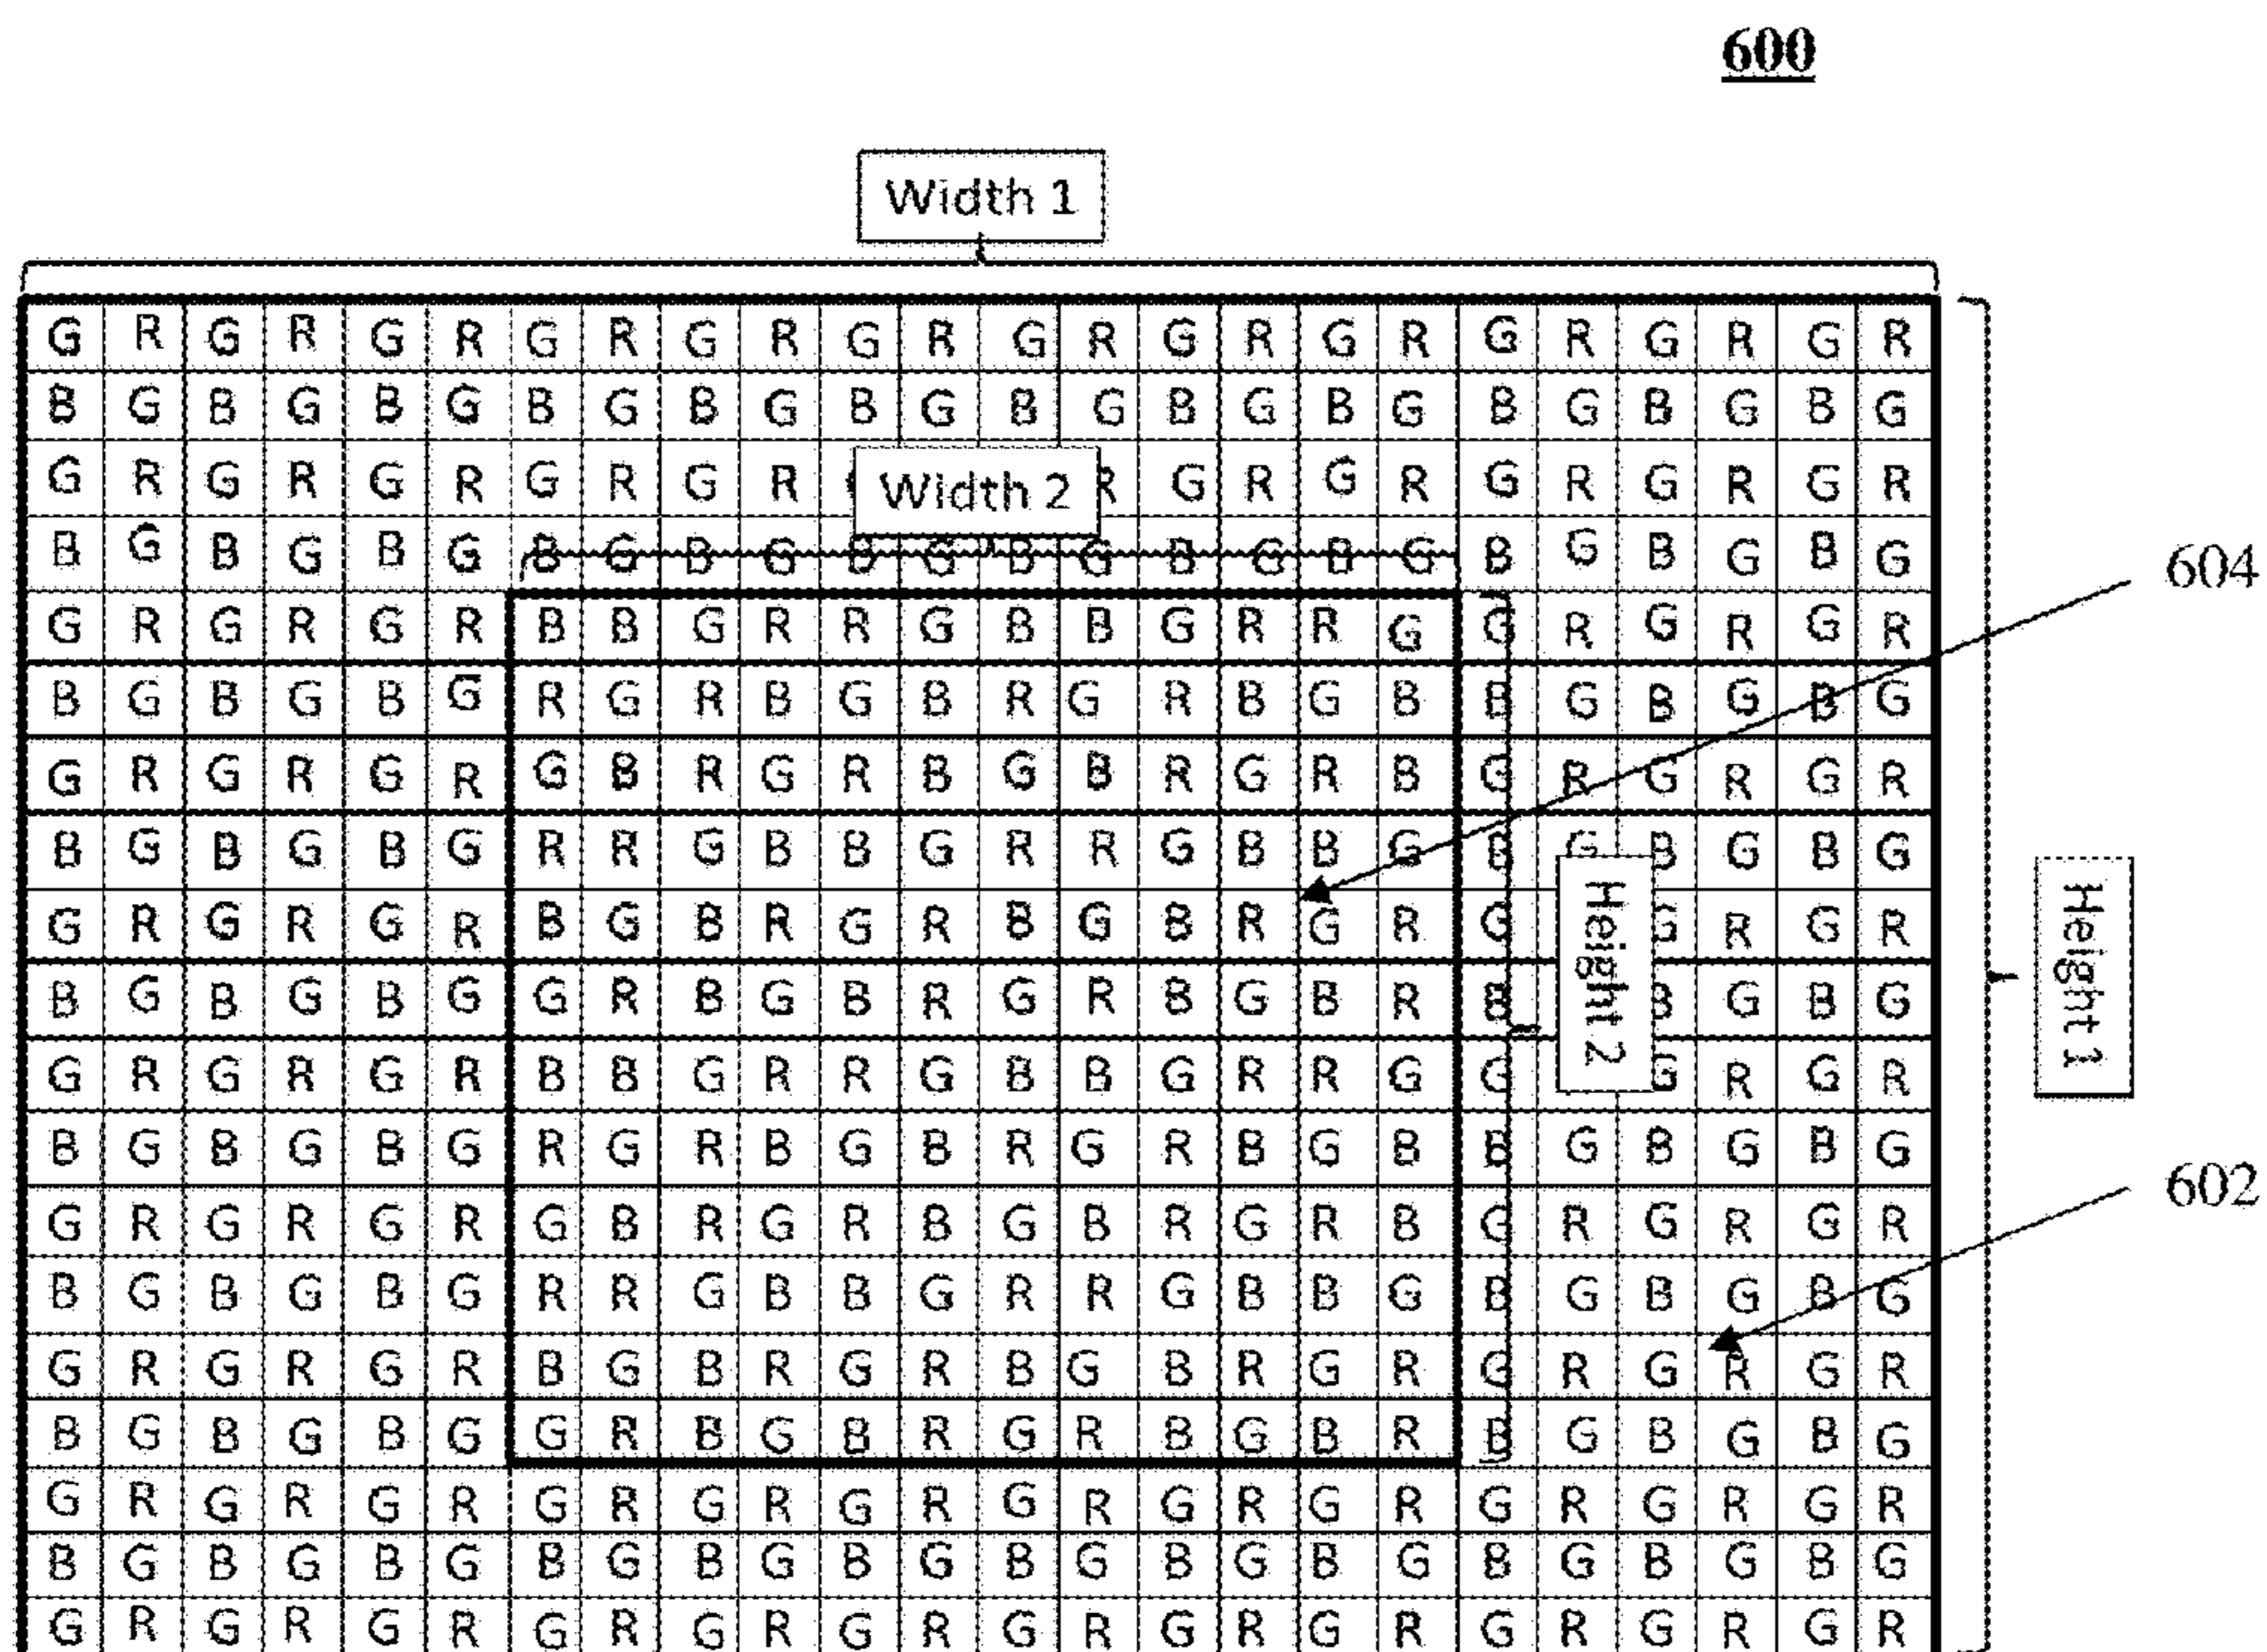 600
Width 1
G R G R G R G R G R G R G R G R G R G R G R G R
B G B G B G B G B G B G B G B G B G B G B G B G
G R G R G R G R G R Width 2 R G R G R G R G R G R
B G B G B G B G B G B G B G B G B G B G B G B G
604
G R G R G R B B G R R G B B G R R G G R G R G R
B G B G B G R G R B G B R G R B G B B G B G B G
G R G R G R G B R G R B G B R G R B G R G R G R
B G B G B G R R G B B G R R G B B G B G B G B G
G R G R G R B G B R G R B G B R G R G G R G R
B G B G B G G R B G B R G R B G B R B B G B G
G R G R G R B B G R R G B B G R R G G G R G R
Height 2
Height 1
B G B G B G R G R B G B R G R B G B B G B G B G
602
G R G R G R G B R G R B G B R G R B G R G R G R
B G B G B G R R G B B G R R G B B G B G B G B G
G R G R G R B G B R G R B G B R G R G R G R G R
B G B G B G G R B G B R G R B G B R B G B G B G
G R G R G R G R G R G R G R G R G R G R G R G R
B G B G B G B G B G B G B G B G B G B G B G B G
G R G R G R G R G R G R G R G R G R G R G R G R